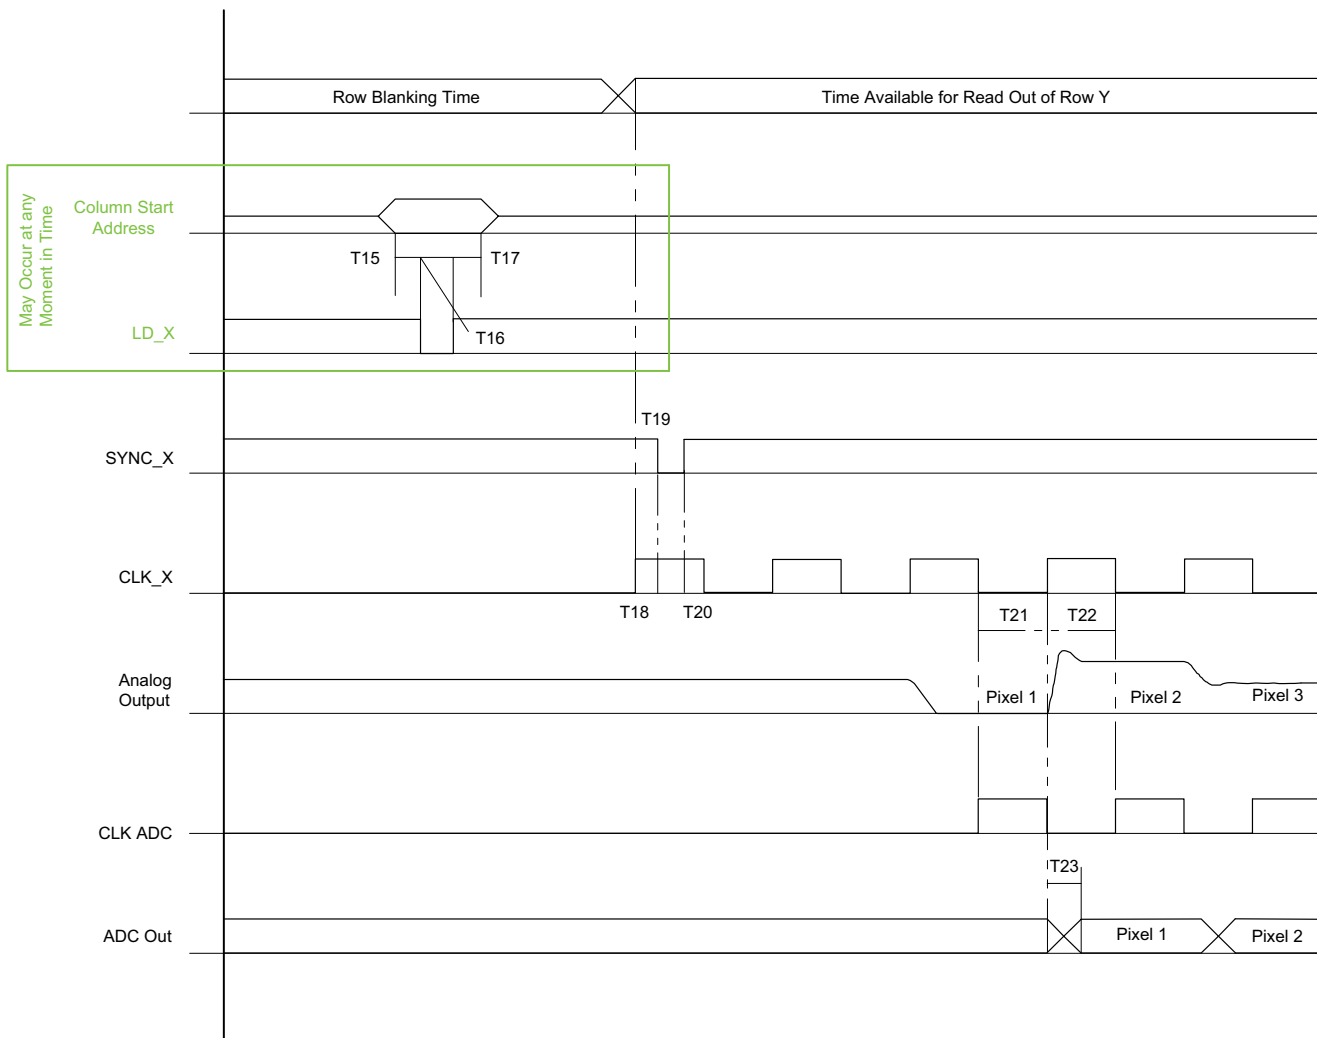 Row Blanking Time
Time Available for Read Out of Row Y
May Occur at any
Moment in Time
Column Start
Address
T15
T17
T16
LD_X
T19
SYNC_X
CLK_X
T18
T20
T21
T22
Analog
Output
Pixel 1
Pixel 2
Pixel 3
CLK ADC
T23
ADC Out
Pixel 1
Pixel 2